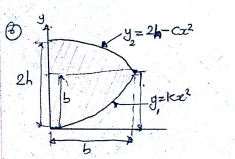 ⑧
y
y₂ = 2h - Cx²
2h
b
y₁ = kx²
b